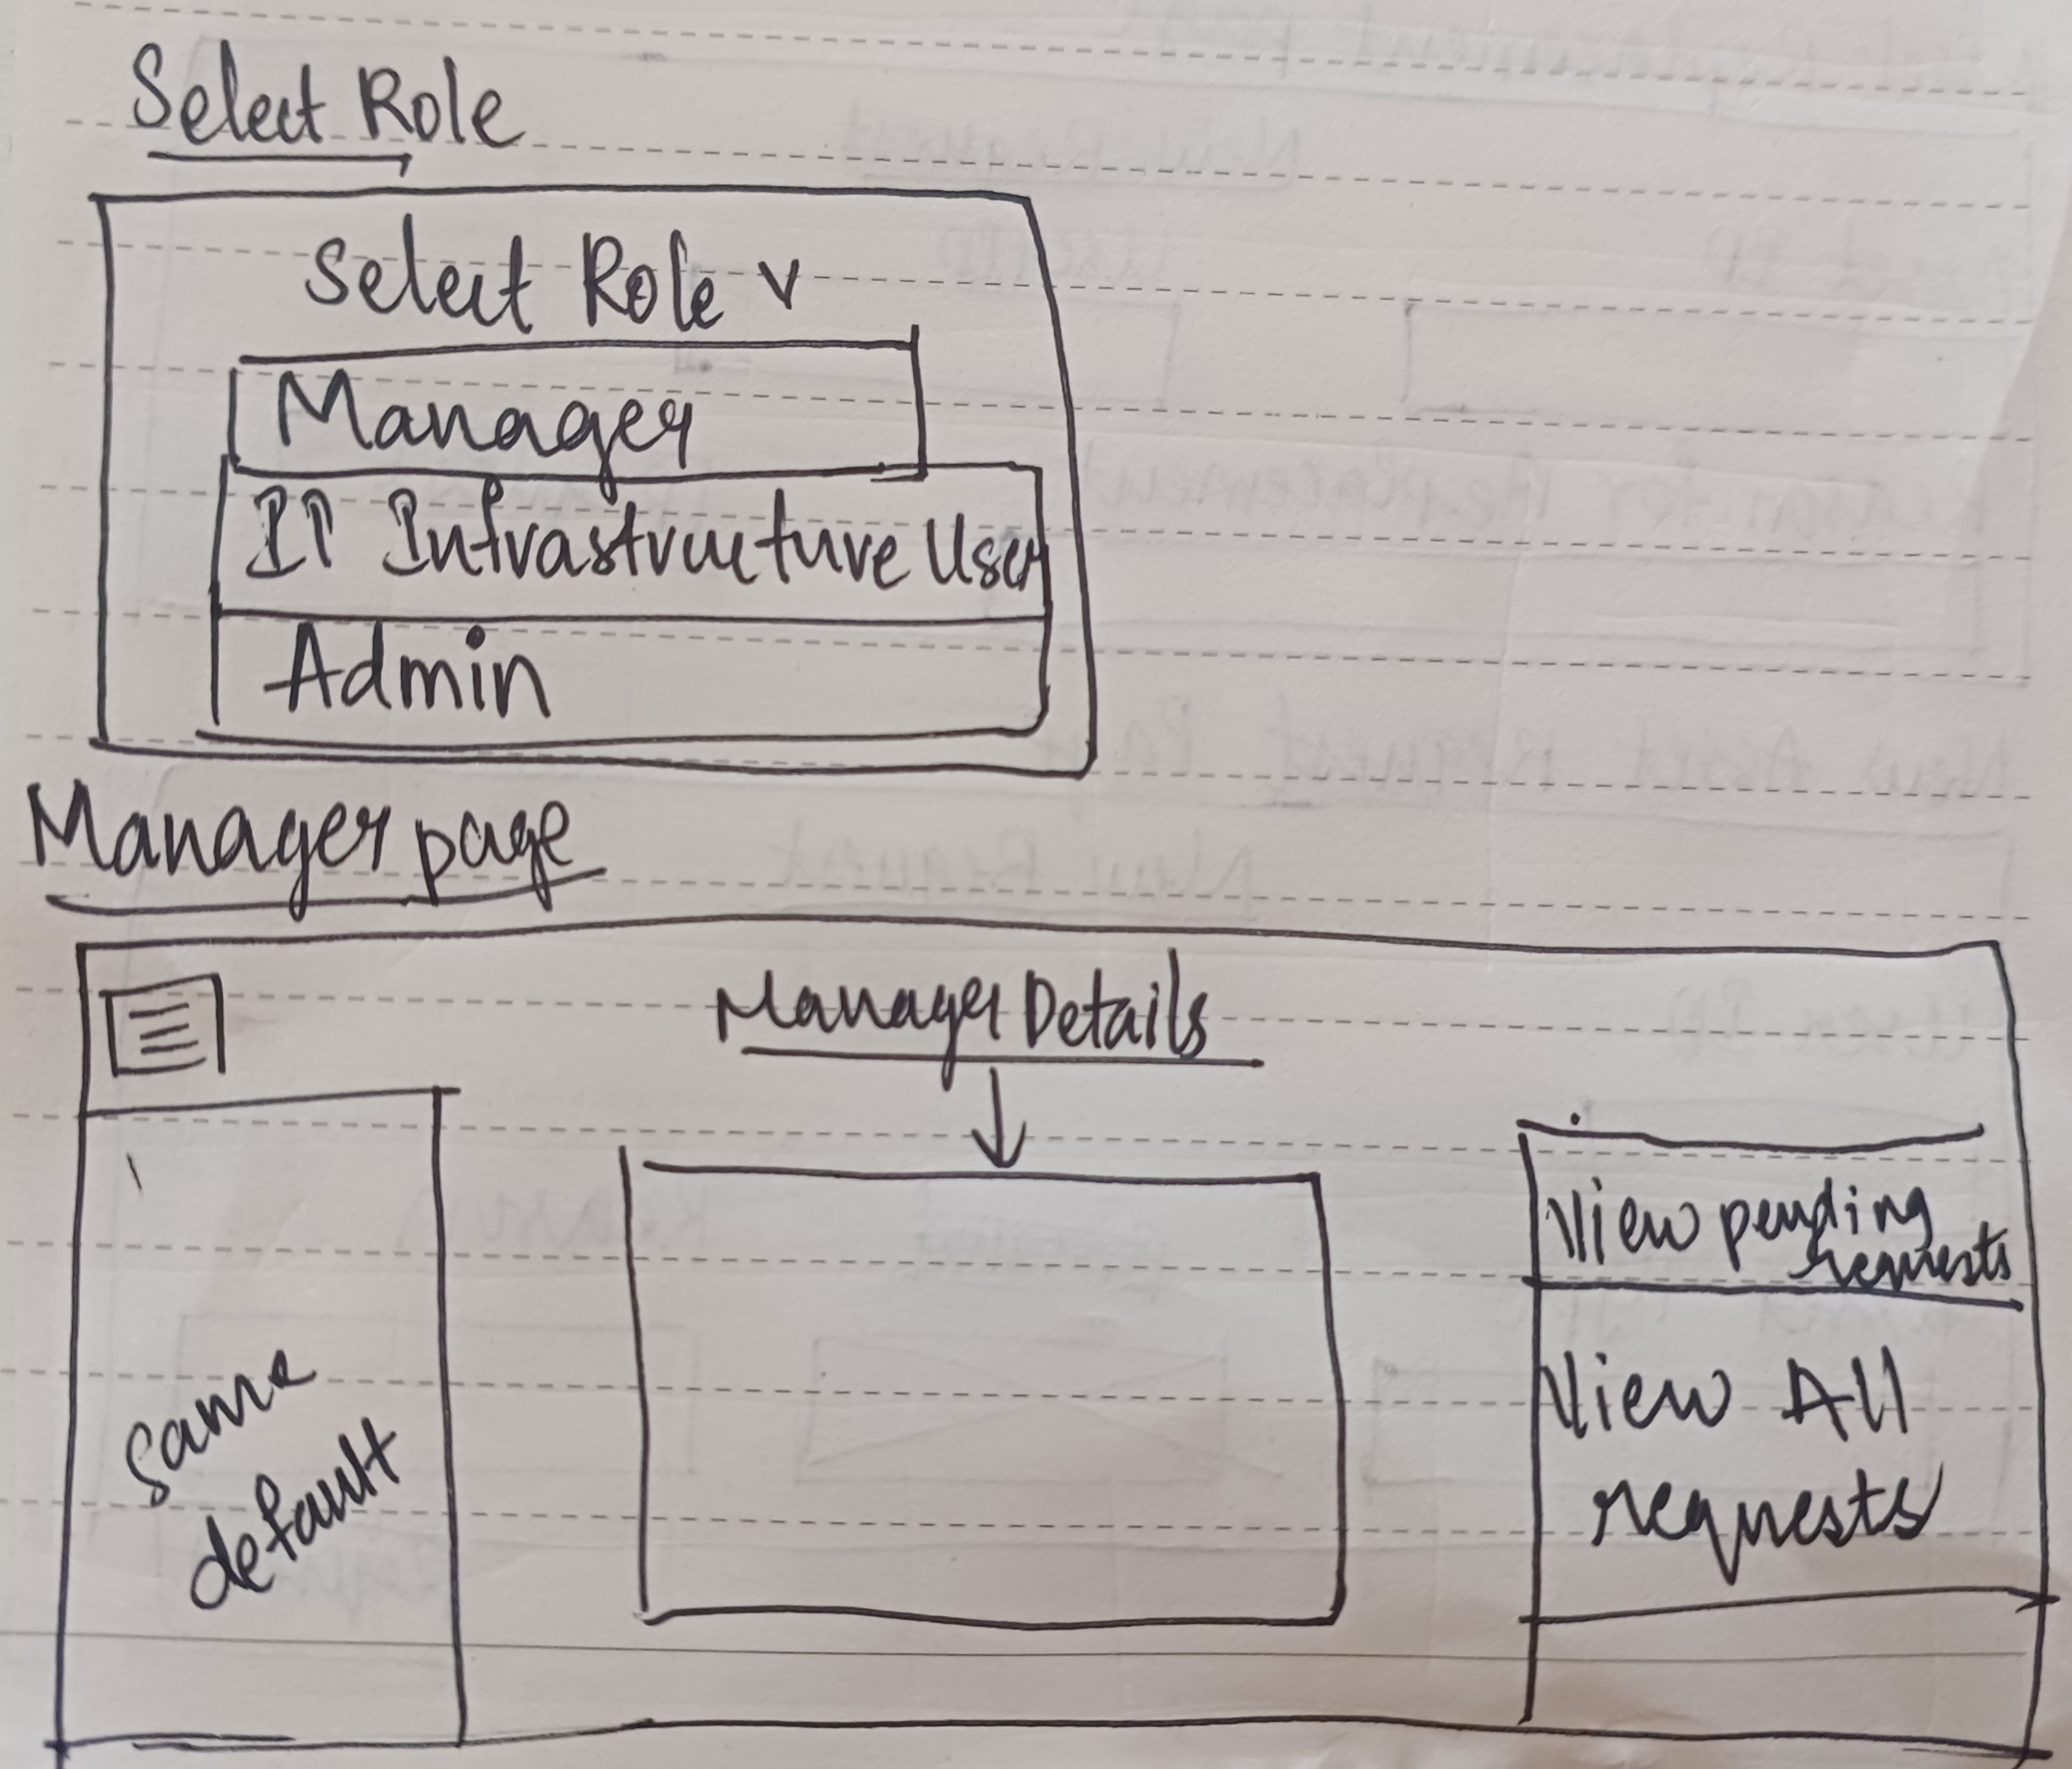 Select Role
Select Role v
Manager
IT Infrastructure User
Admin
Manager page
Manager Details
View pending
requests
View All
requests
same
default